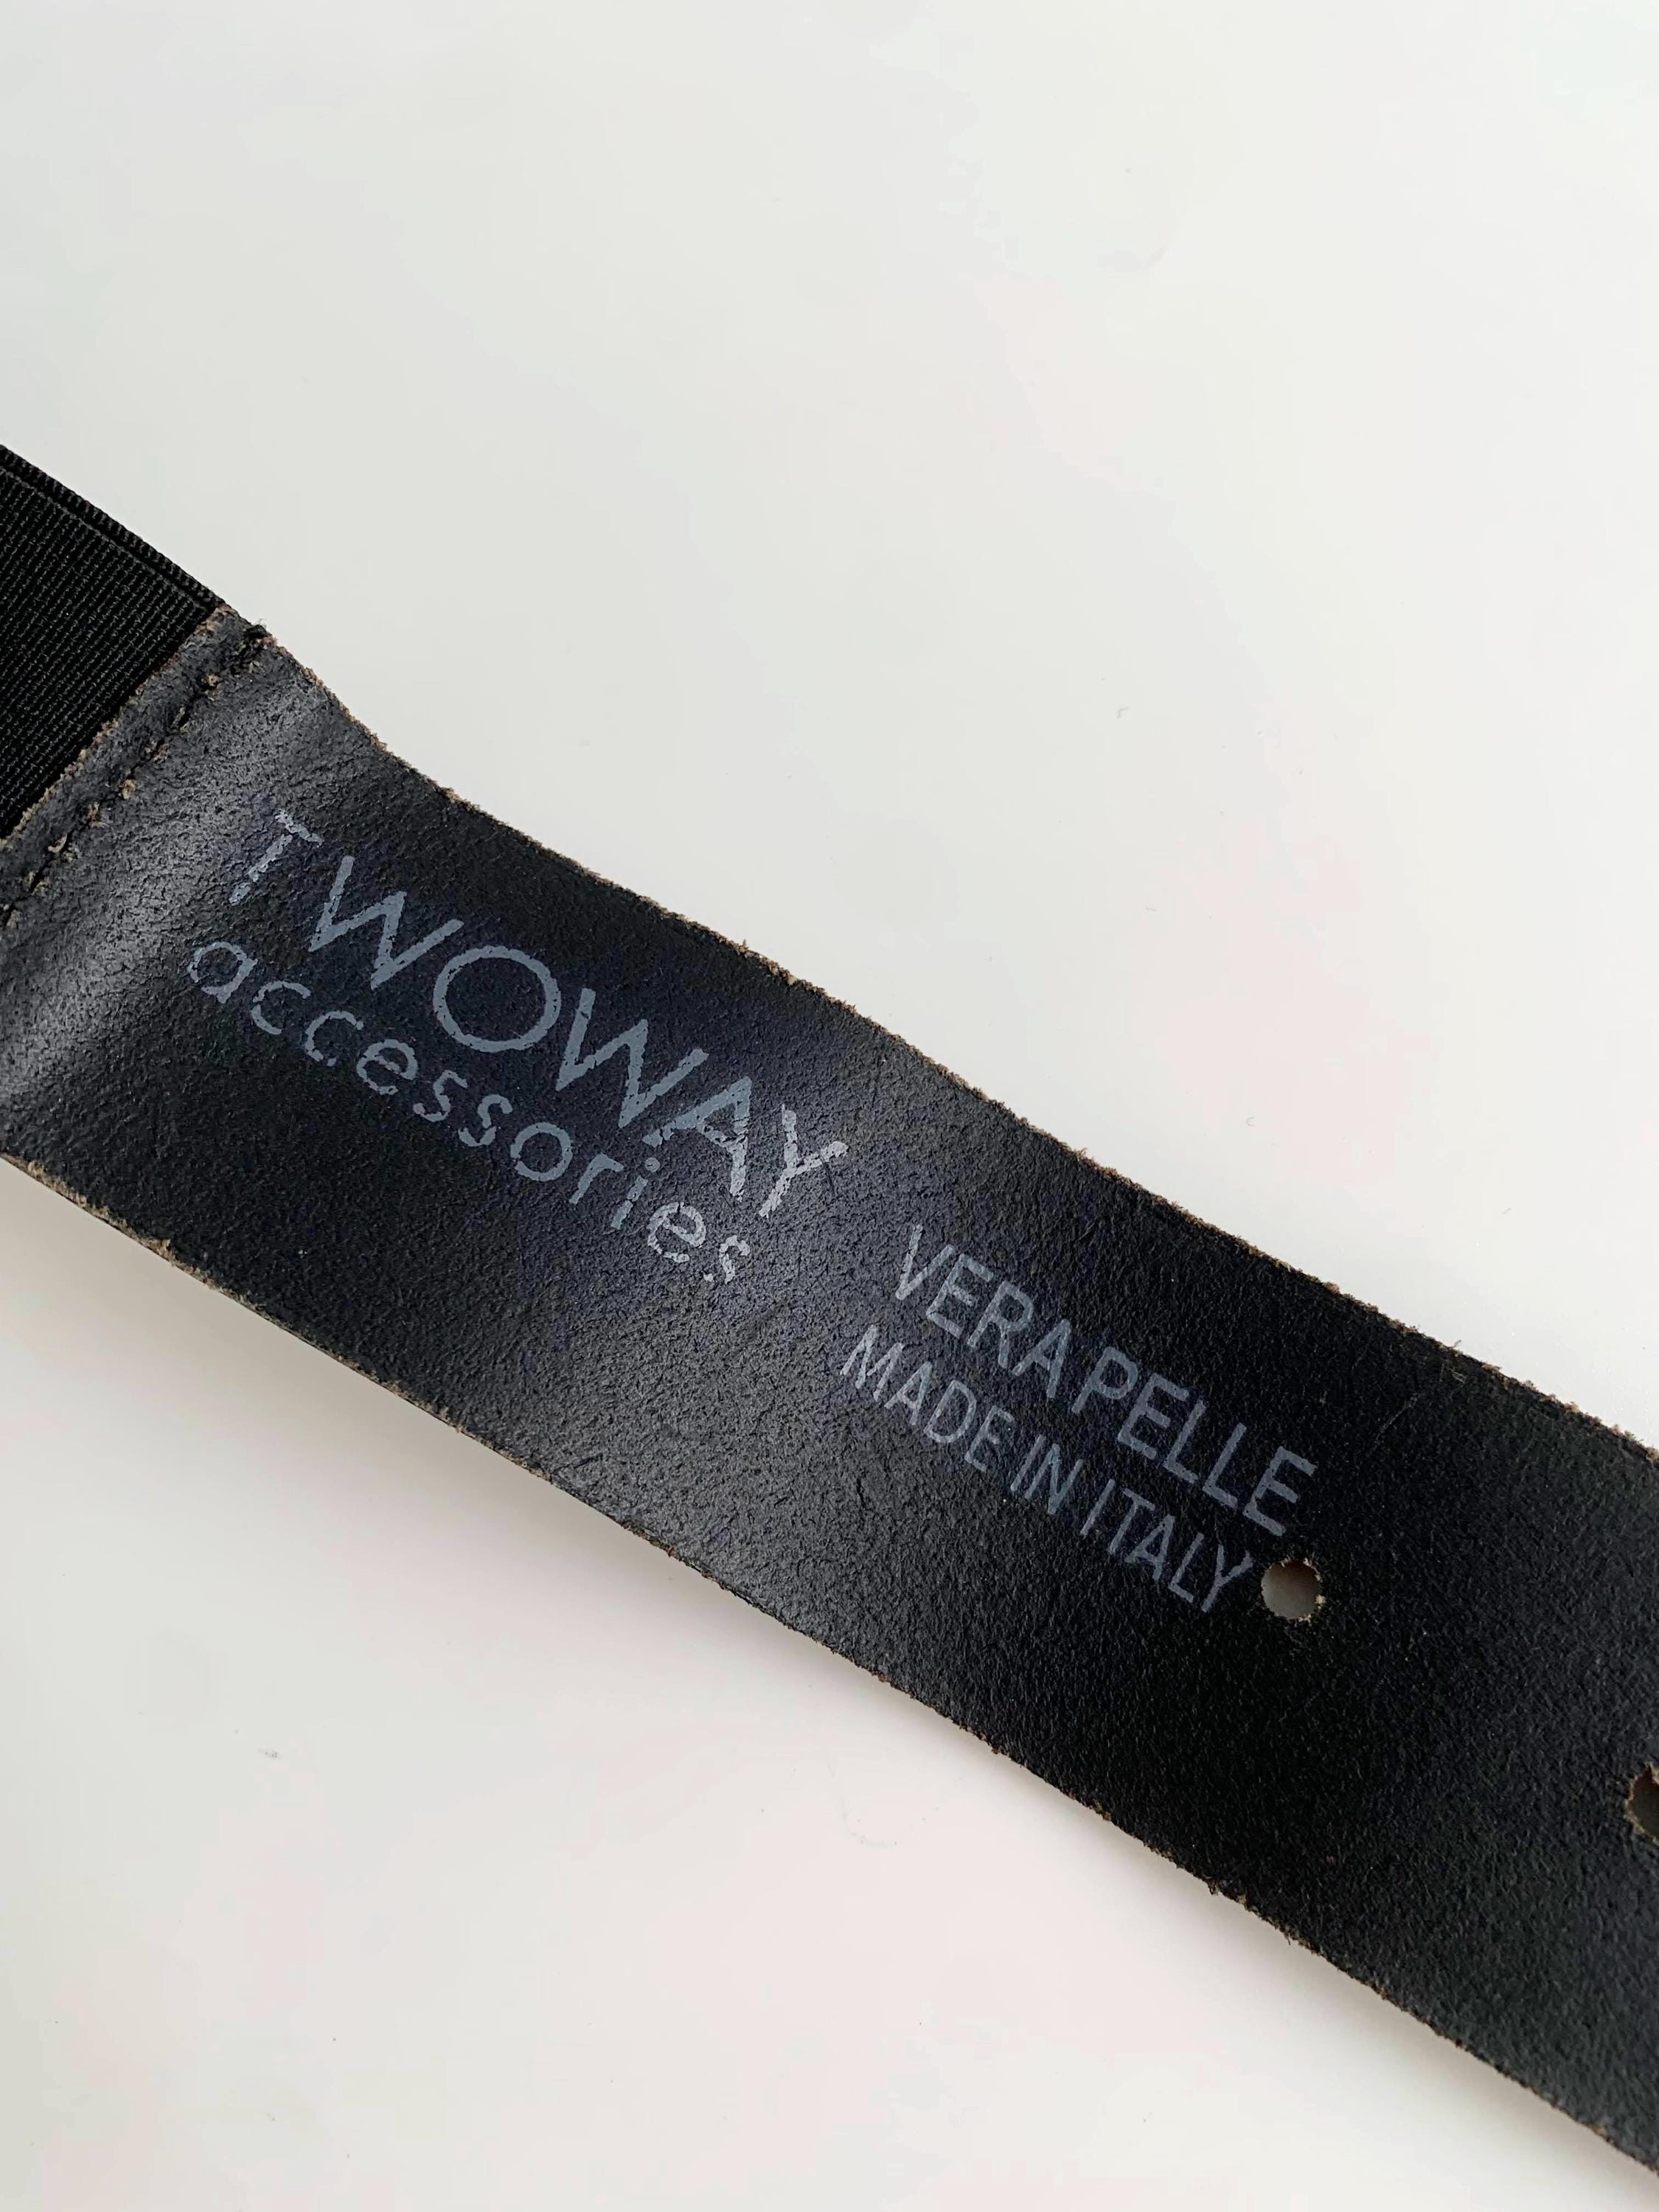 TWOWAY
accessories
VERA PELLE
MADE IN ITALY